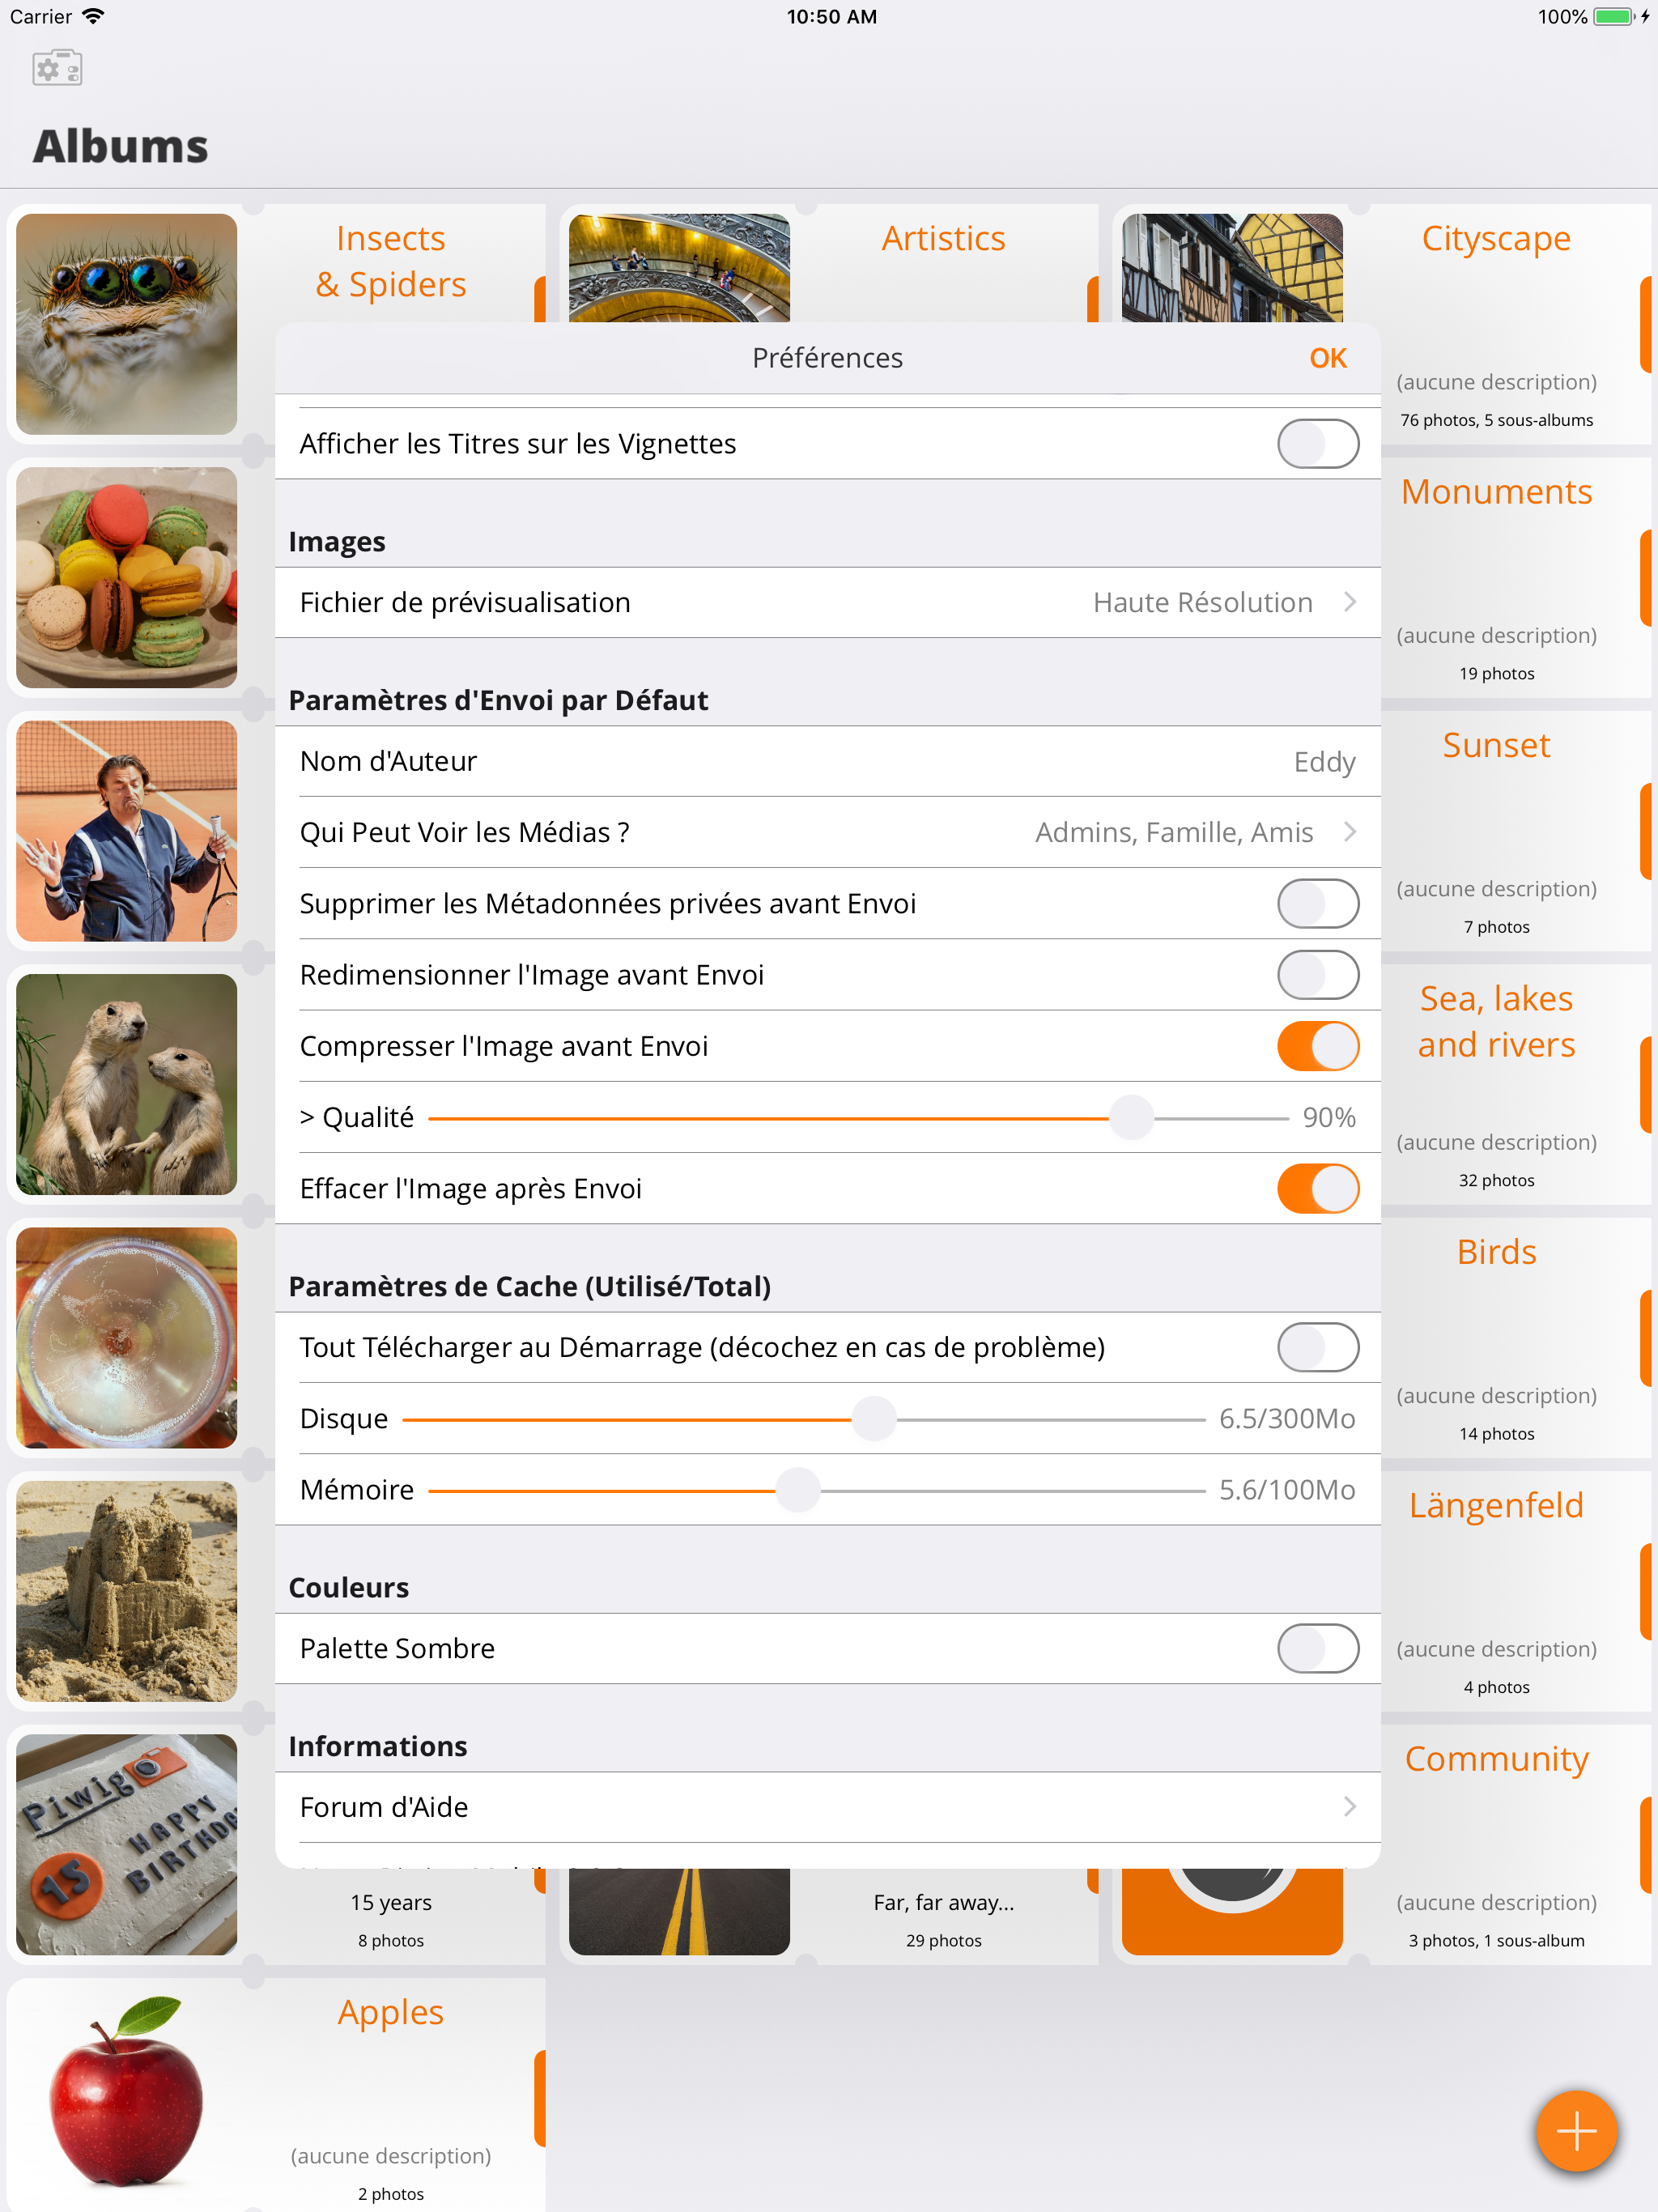 Carrier
10:50 AM
100%
Albums
Insects
& Spiders
Artistics
Cityscape
(aucune description)
76 photos, 5 sous-albums
Préférences
OK
Afficher les Titres sur les Vignettes
Images
Fichier de prévisualisation
Haute Résolution
Paramètres d'Envoi par Défaut
Nom d'Auteur
Eddy
Qui Peut Voir les Médias ?
Admins, Famille, Amis
Supprimer les Métadonnées privées avant Envoi
Redimensionner l'Image avant Envoi
Compresser l'Image avant Envoi
> Qualité
90%
Effacer l'Image après Envoi
Paramètres de Cache (Utilisé/Total)
Tout Télécharger au Démarrage (décochez en cas de problème)
Disque
6.5/300Mo
Mémoire
5.6/100Mo
Couleurs
Palette Sombre
Informations
Forum d'Aide
Monuments
(aucune description)
19 photos
Sunset
(aucune description)
7 photos
Sea, lakes
and rivers
(aucune description)
32 photos
Birds
(aucune description)
14 photos
Längenfeld
(aucune description)
4 photos
Piwigo
HAPPY
BIRTHDA
15
15 years
8 photos
Far, far away...
29 photos
Community
(aucune description)
3 photos, 1 sous-album
Apples
(aucune description)
2 photos